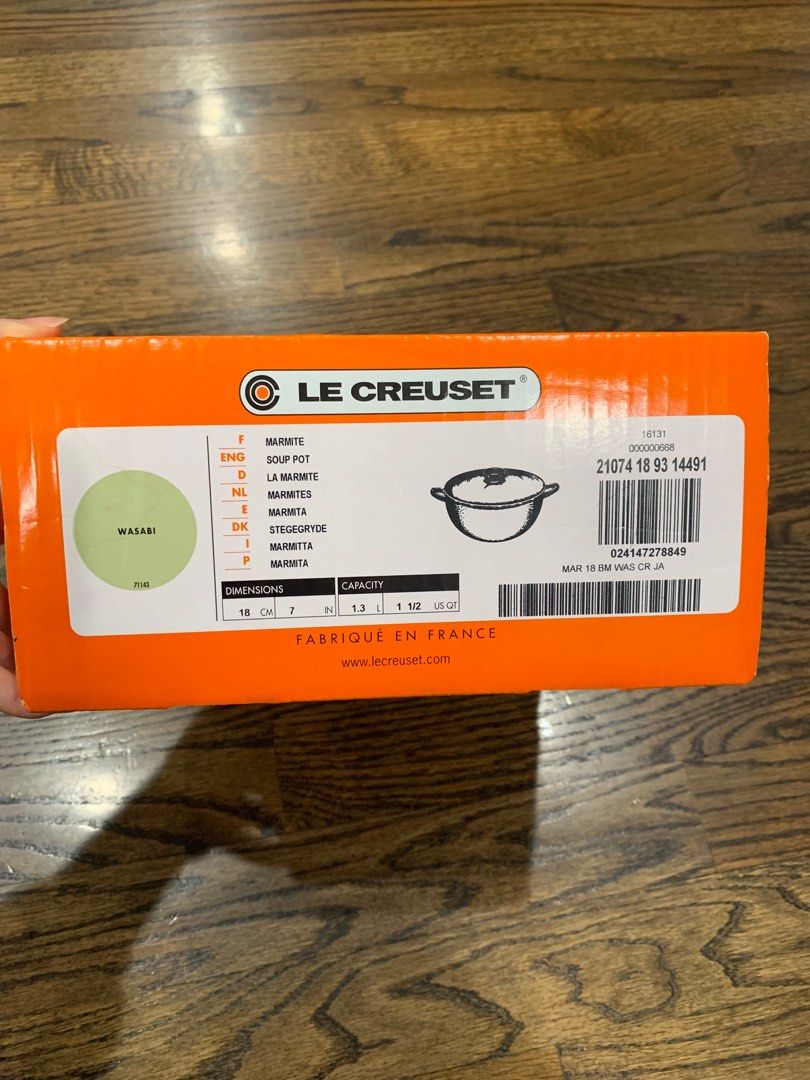 LE CREUSET®
WASABI
71143
F MARMITE
ENG SOUP POT
D LA MARMITE
NL MARMITES
E MARMITA
DK STEGEGRYDE
I MARMITTA
P MARMITA
DIMENSIONS CAPACITY
18 CM 7 IN 1.3 L 1 1/2 US QT
16131
000000668
21074 18 93 14491
024147278849
MAR 18 BM WAS CR JA
FABRIQUÉ EN FRANCE
www.lecreuset.com